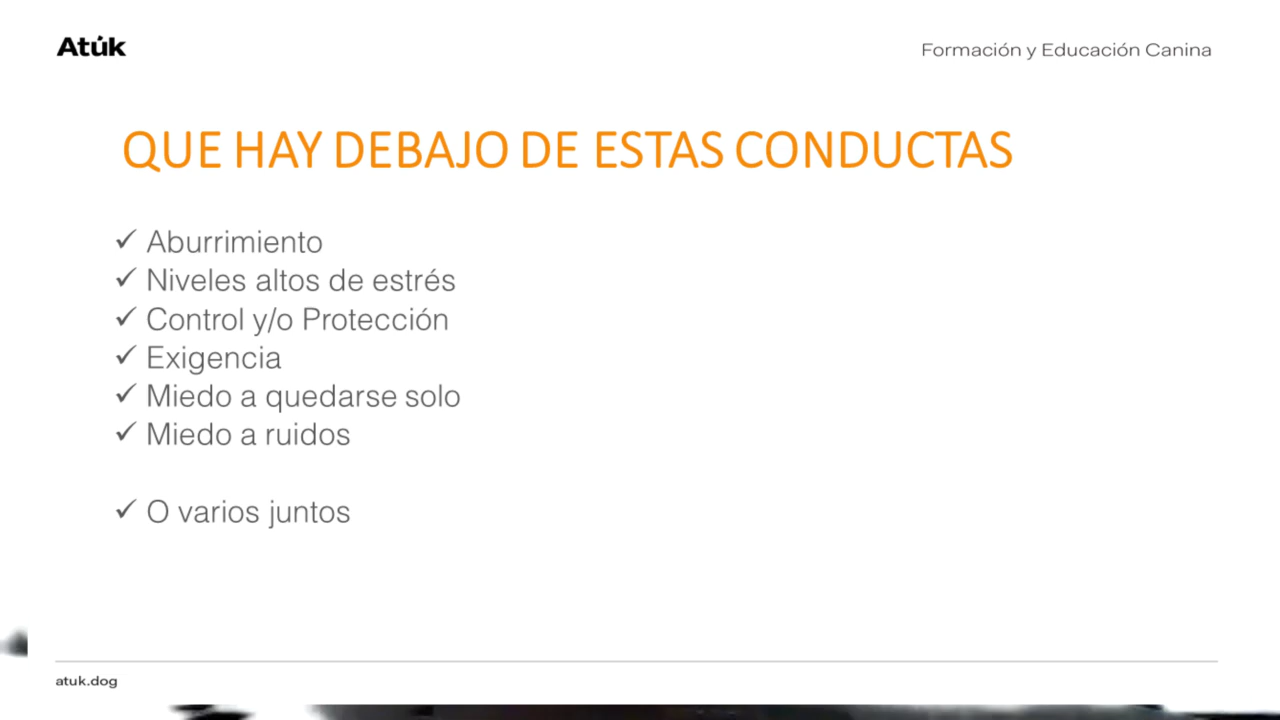 Atúk
Formación y Educación Canina
QUE HAY DEBAJO DE ESTAS CONDUCTAS
✓ Aburrimiento
✓ Niveles altos de estrés
✓ Control y/o Protección
✓ Exigencia
✓ Miedo a quedarse solo
✓ Miedo a ruidos
✓ O varios juntos
atuk.dog